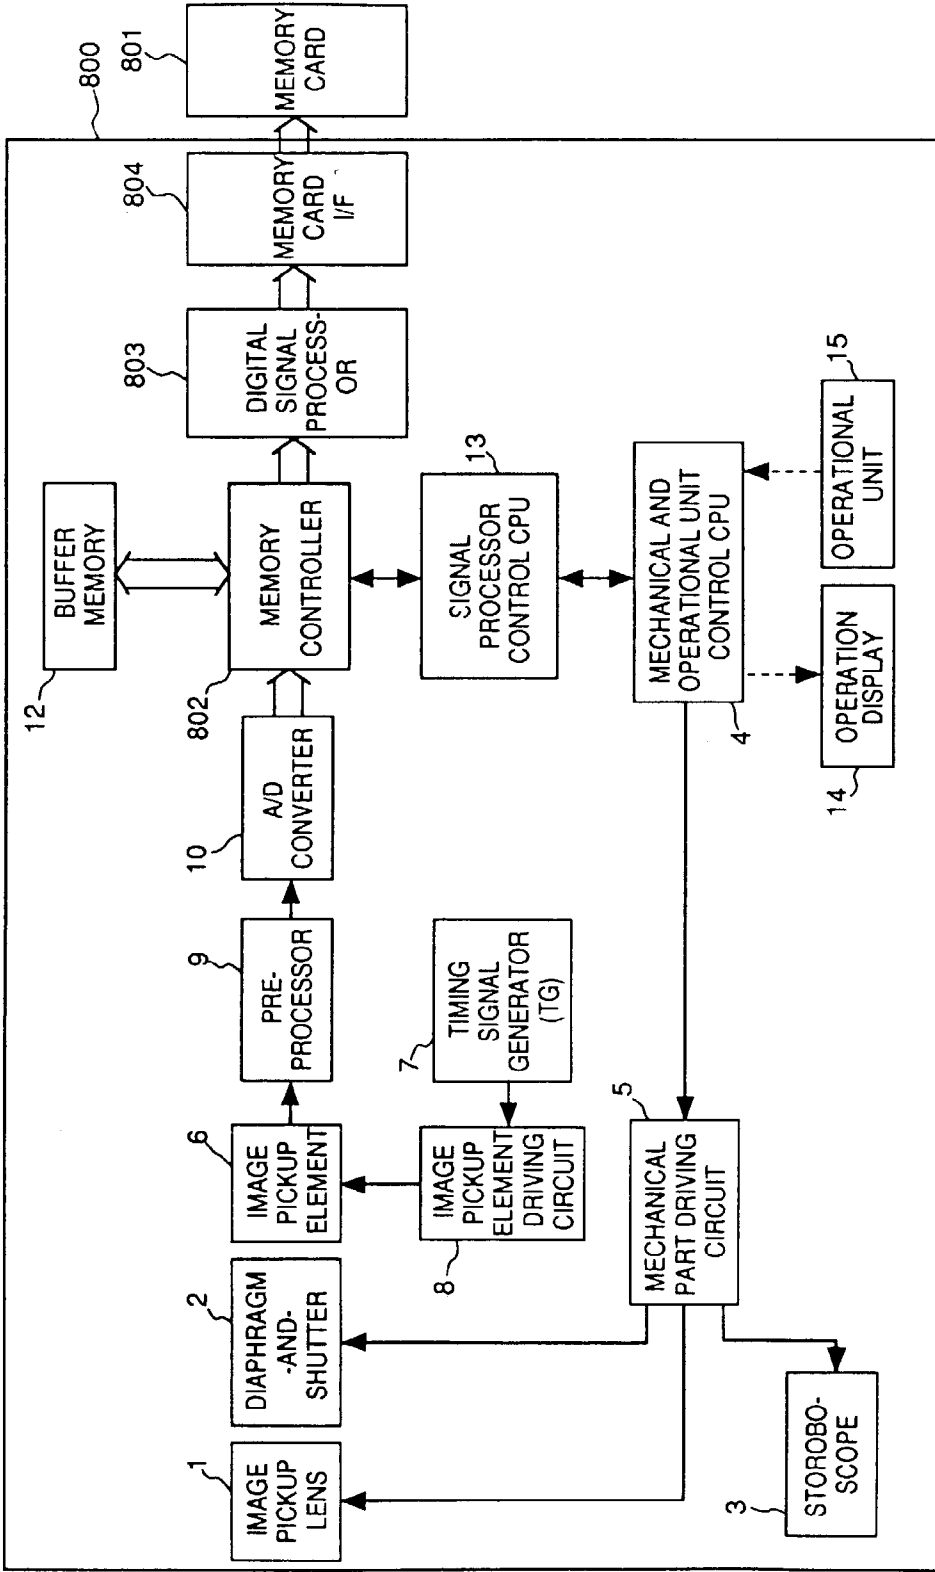 1
IMAGE
PICKUP
LENS
2
DIAPHRAGM
-AND-
SHUTTER
6
IMAGE
PICKUP
ELEMENT
9
PRE-
PROCESSOR
10
A/D
CONVERTER
12
BUFFER
MEMORY
802
MEMORY
CONTROLLER
803
DIGITAL
SIGNAL
PROCESS-
OR
804
MEMORY
CARD
I/F
800
801
MEMORY
CARD
8
IMAGE
PICKUP
ELEMENT
DRIVING
CIRCUIT
7
TIMING
SIGNAL
GENERATOR
(TG)
13
SIGNAL
PROCESSOR
CONTROL CPU
5
MECHANICAL
PART DRIVING
CIRCUIT
4
MECHANICAL AND
OPERATIONAL UNIT
CONTROL CPU
3
STOROBO-
SCOPE
14
OPERATION
DISPLAY
15
OPERATIONAL
UNIT